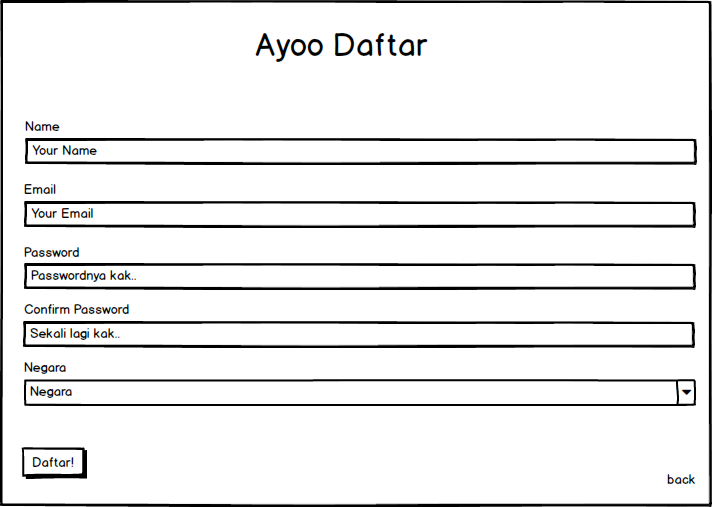 Ayoo Daftar
Name
Your Name
Email
Your Email
Password
Passwordnya kak..
Confirm Password
Sekali lagi kak..
Negara
Negara
Daftar!
back